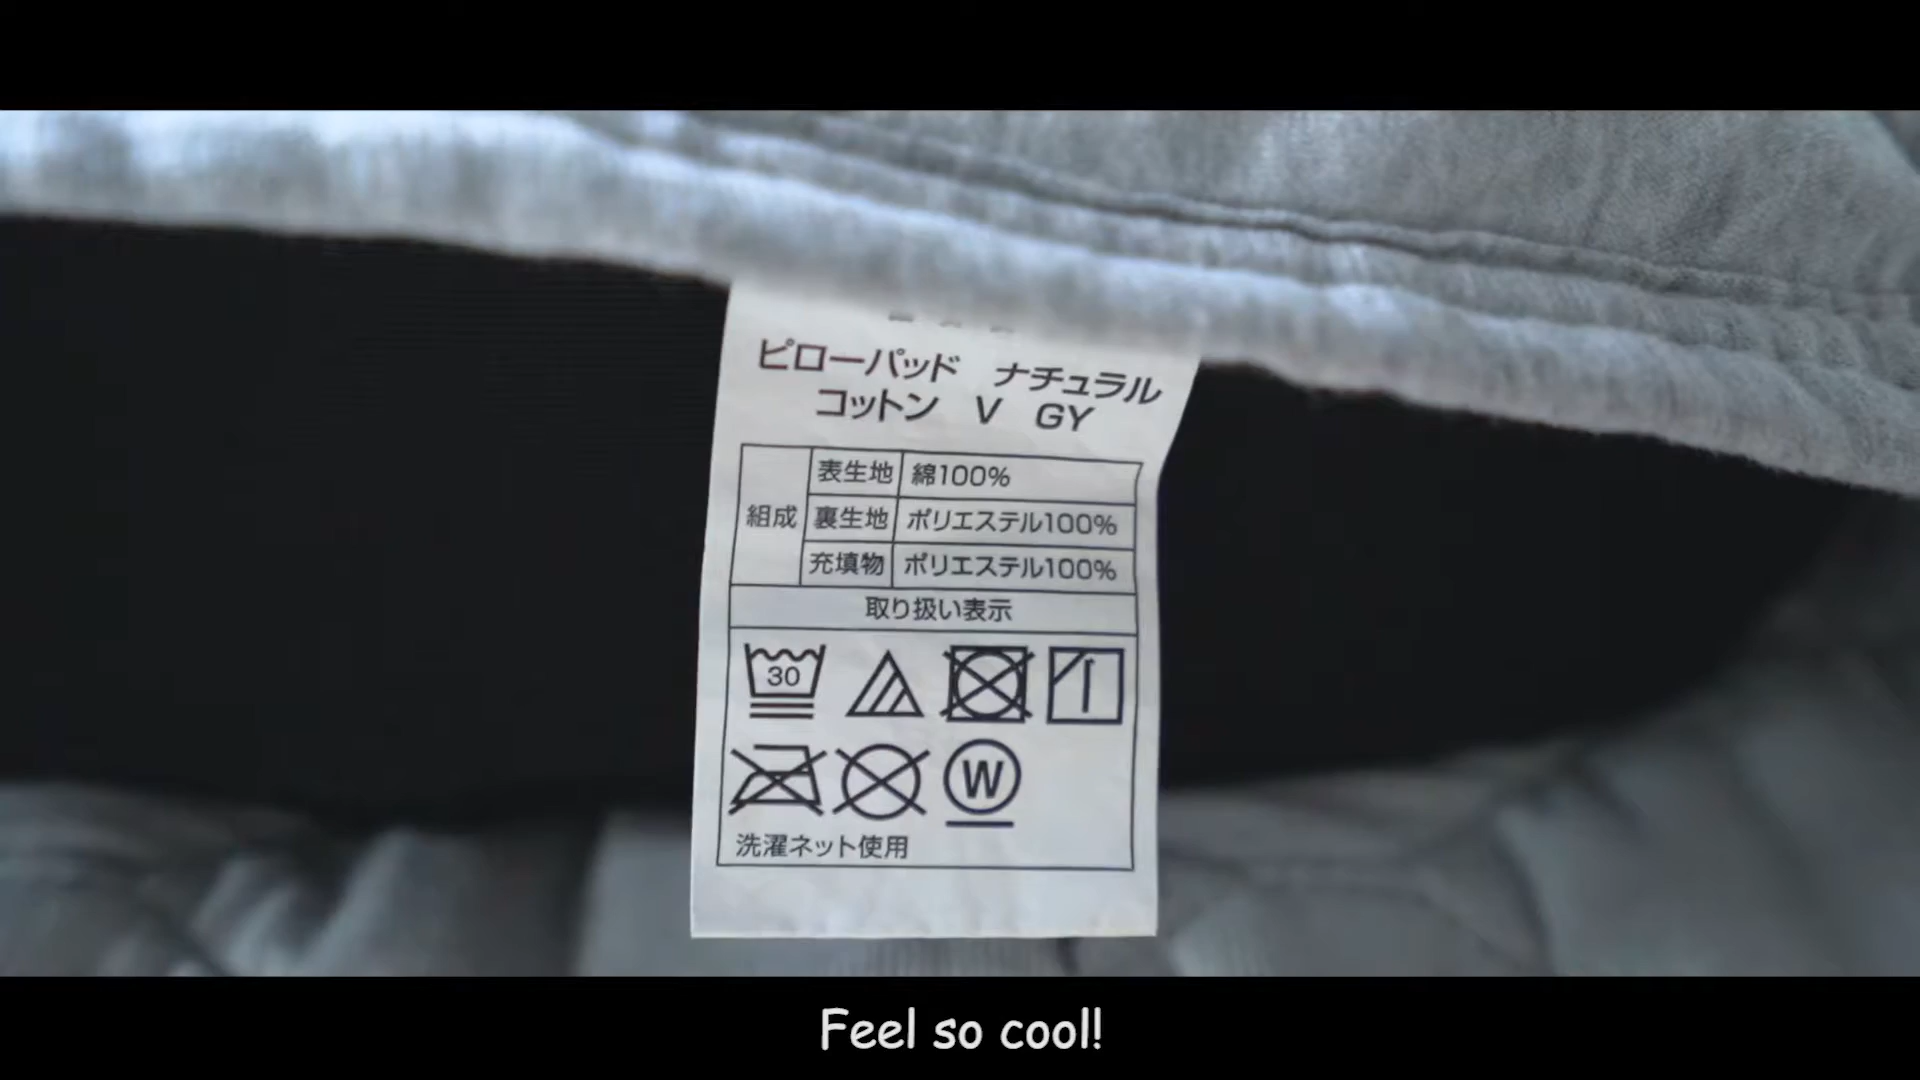 ピローパッド ナチュラル
コットン V GY
組成
表生地 綿100%
裏生地 ポリエステル100%
充填物 ポリエステル100%
取り扱い表示
30
W
洗濯ネット使用
Feel so cool!